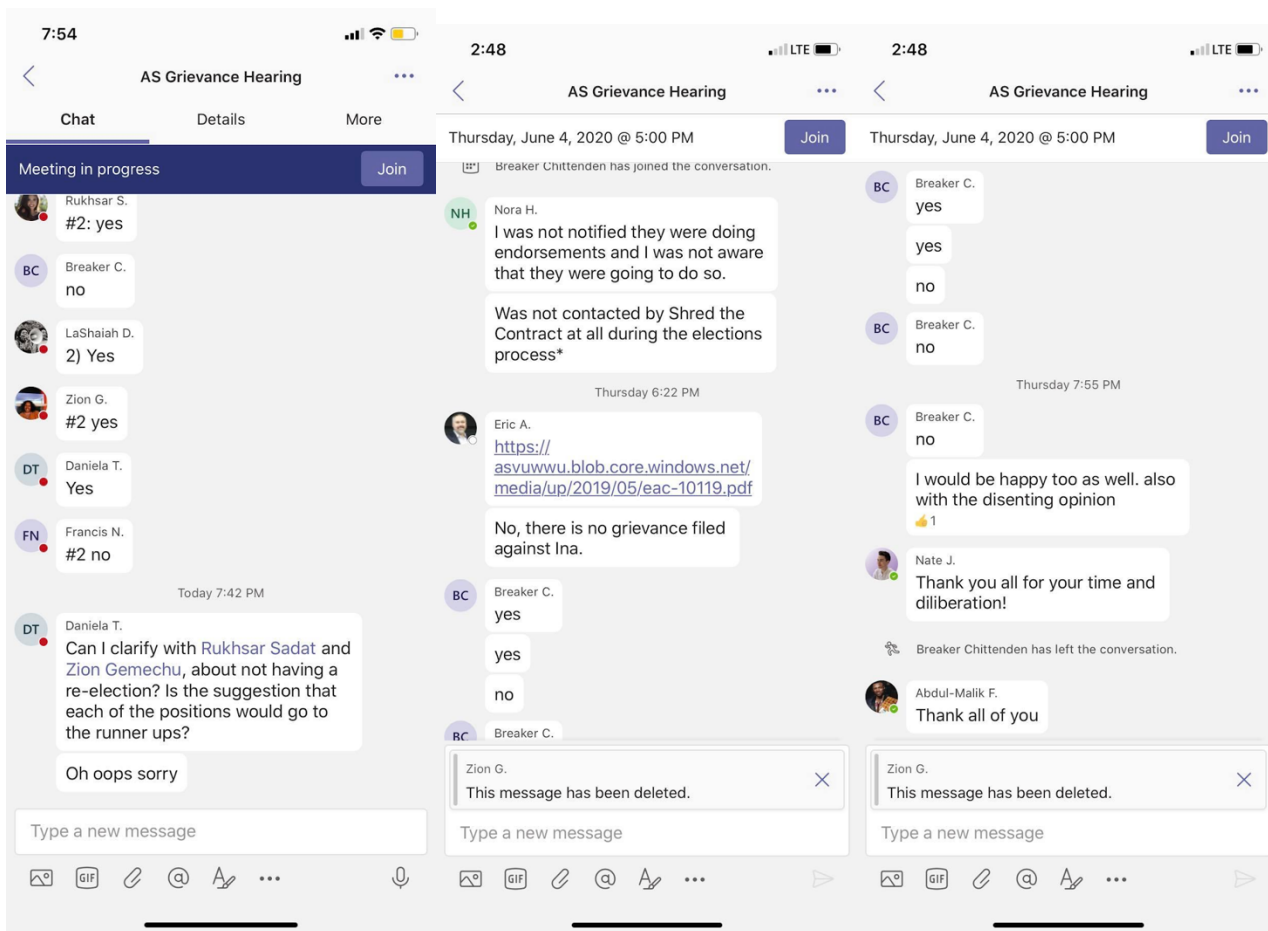 7:54
AS Grievance Hearing
Chat
Details
More
Meeting in progress
Join
Rukhsar S.
#2: yes
BC
Breaker C.
no
LaShaiah D.
2) Yes
Zion G.
#2 yes
DT
Daniela T.
Yes
FN
Francis N.
#2 no
Today 7:42 PM
DT
Daniela T.
Can I clarify with Rukhsar Sadat and
Zion Gemechu, about not having a
re-election? Is the suggestion that
each of the positions would go to
the runner ups?
Oh oops sorry
Type a new message
GIF
2:48
LTE
AS Grievance Hearing
Thursday, June 4, 2020 @ 5:00 PM
Join
Breaker Chittenden has joined the conversation.
NH
Nora H.
I was not notified they were doing
endorsements and I was not aware
that they were going to do so.
Was not contacted by Shred the
Contract at all during the elections
process*
Thursday 6:22 PM
Eric A.
https://
asvuwwu.blob.core.windows.net/
media/up/2019/05/eac-10119.pdf
No, there is no grievance filed
against Ina.
BC
Breaker C.
yes
yes
no
BC
Breaker C.
Zion G.
This message has been deleted.
Type a new message
GIF
2:48
LTE
AS Grievance Hearing
Thursday, June 4, 2020 @ 5:00 PM
Join
BC
Breaker C.
yes
yes
no
BC
Breaker C.
no
Thursday 7:55 PM
BC
Breaker C.
no
I would be happy too as well. also
with the disenting opinion
👍1
Nate J.
Thank you all for your time and
diliberation!
Breaker Chittenden has left the conversation.
Abdul-Malik F.
Thank all of you
Zion G.
This message has been deleted.
Type a new message
GIF